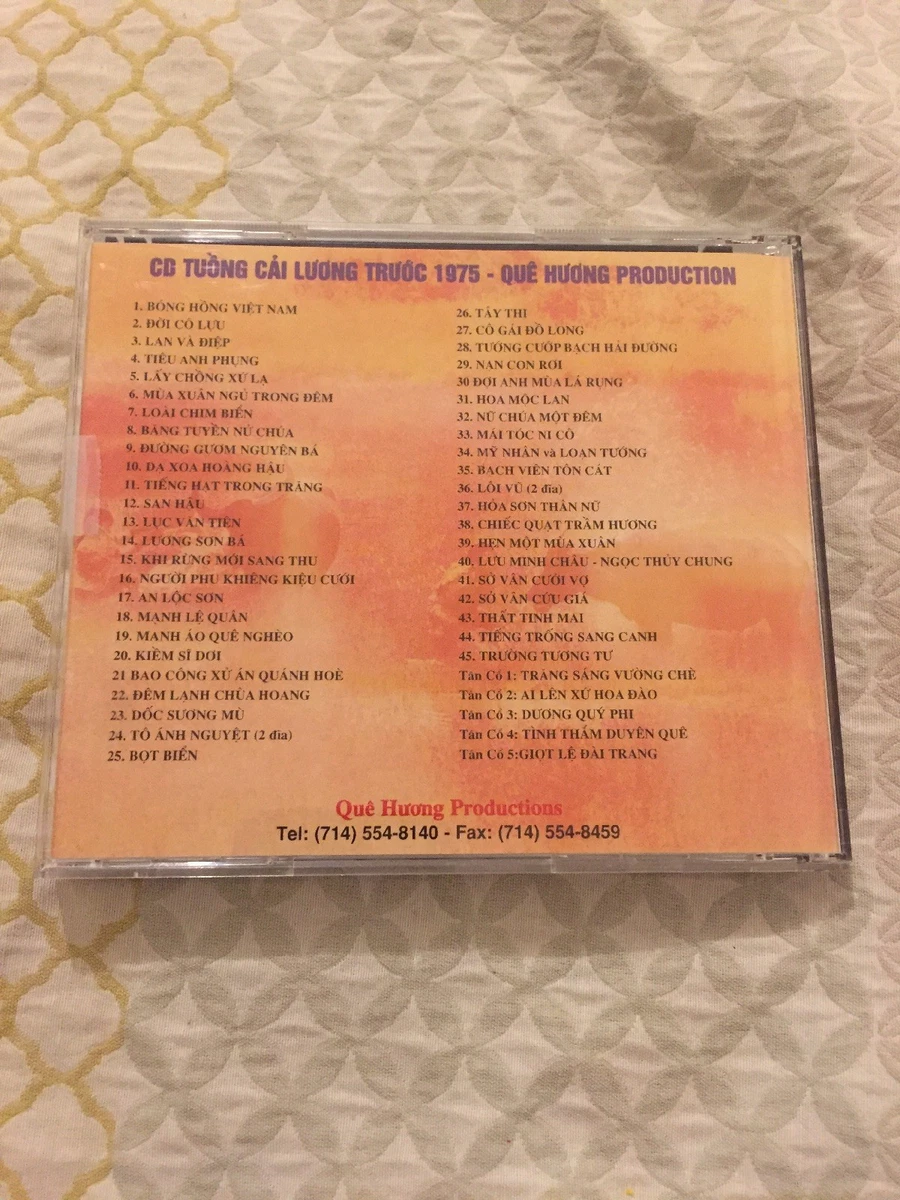 CD TUỒNG CẢI LƯƠNG TRƯỚC 1975 - QUÊ HƯƠNG PRODUCTION
1. BÓNG HỒNG VIỆT NAM
2. ĐỜI CÔ LỰU
3. LAN VÀ ĐIỆP
4. TIÊU ANH PHỤNG
5. LẤY CHỒNG XỨ LẠ
6. MÙA XUÂN NGỦ TRONG ĐÊM
7. LOÀI CHIM BIỂN
8. BĂNG TUYỀN NỮ CHÚA
9. ĐƯỜNG GƯƠM NGUYÊN BÁ
10. DẠ XOA HOÀNG HẬU
11. TIẾNG HẠT TRONG TRĂNG
12. SAN HẬU
13. LỤC VÂN TIÊN
14. LƯƠNG SƠN BÁ
15. KHI RỪNG MỚI SANG THU
16. NGƯỜI PHU KHIÊNG KIỆU CƯỚI
17. AN LỘC SƠN
18. MẠNH LỆ QUÂN
19. MANH ÁO QUÊ NGHÈO
20. KIẾM SĨ DƠI
21 BAO CÔNG XỬ ÁN QUÁNH HOÈ
22. ĐÊM LẠNH CHÙA HOANG
23. DỐC SƯƠNG MÙ
24. TÔ ÁNH NGUYỆT (2 đĩa)
25. BỌT BIỂN
26. TÂY THI
27. CÔ GÁI ĐỒ LONG
28. TƯỚNG CƯỚP BẠCH HẢI ĐƯỜNG
29. NẠN CON RƠI
30 ĐỢI ANH MÙA LÁ RỤNG
31. HOA MỘC LAN
32. NỮ CHÚA MỘT ĐÊM
33. MÁI TÓC NI CÔ
34. MỸ NHÂN và LOẠN TƯỚNG
35. BẠCH VIÊN TÔN CÁT
36. LÔI VŨ (2 đĩa)
37. HỎA SƠN THẦN NỮ
38. CHIẾC QUẠT TRẦM HƯƠNG
39. HẸN MỘT MÙA XUÂN
40. LƯU MINH CHÂU - NGỌC THỦY CHUNG
41. SỞ VÂN CƯỚI VỢ
42. SỞ VÂN CỨU GIÁ
43. THẤT TINH MAI
44. TIẾNG TRỐNG SANG CANH
45. TRƯỜNG TƯƠNG TƯ
Tân Cổ 1: TRĂNG SÁNG VƯỜNG CHÈ
Tân Cổ 2: AI LÊN XỨ HOA ĐÀO
Tân Cổ 3: DƯƠNG QUÝ PHI
Tân Cổ 4: TÌNH THẮM DUYÊN QUÊ
Tân Cổ 5:GIỌT LỆ ĐÀI TRANG
Quê Hương Productions
Tel: (714) 554-8140 - Fax: (714) 554-8459